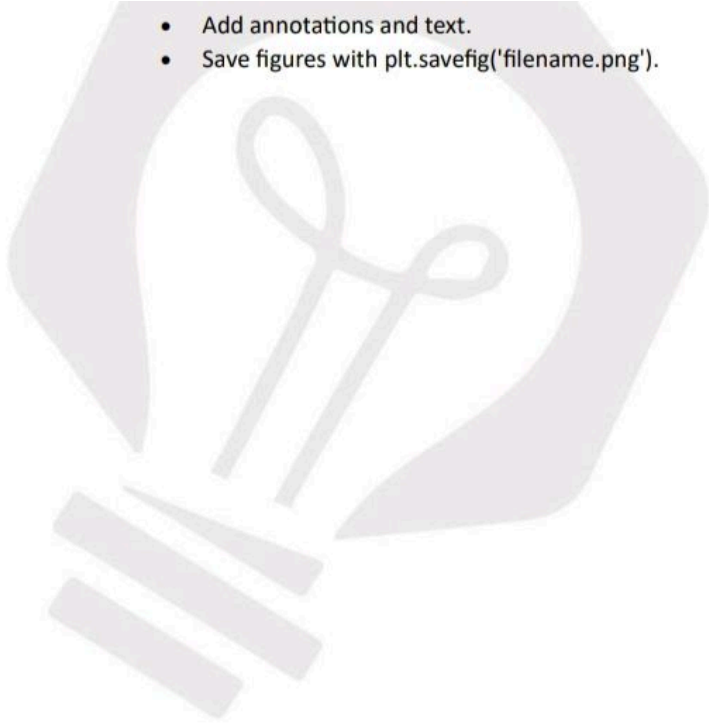 • Add annotations and text.
• Save figures with plt.savefig('filename.png').